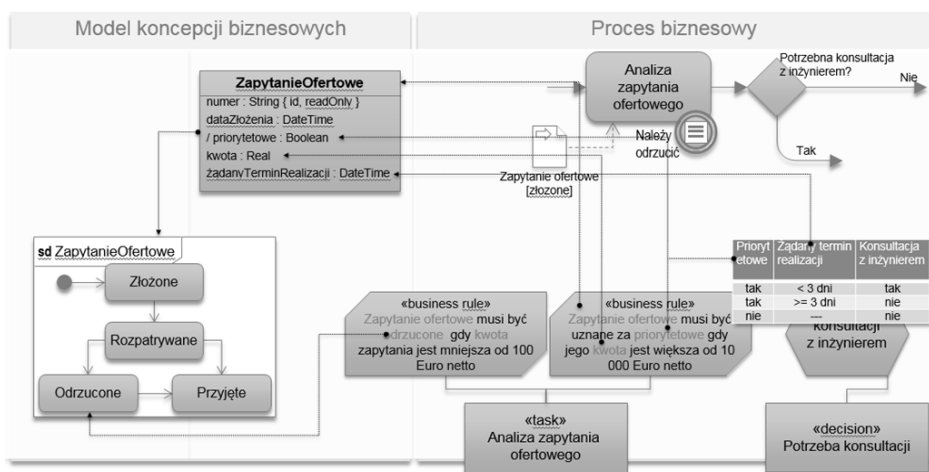 Model koncepcji biznesowych
Proces biznesowy
ZapytanieOfertowe
numer : String { id, readOnly }
dataZłożenia : DateTime
/ priorytetowe : Boolean
kwota : Real
żądanyTerminRealizacji : DateTime
Analiza
zapytania
ofertowego
Potrzebna konsultacja
z inżynierem?
Nie
Tak
Należy
odrzucić
Zapytanie ofertowe
[złozone]
sd ZapytanieOfertowe
Złożone
Rozpatrywane
Odrzucone
Przyjęte
Prioryt
etowe
Żądany termin
realizacji
Konsultacja
z inżynierem
tak < 3 dni tak
tak >= 3 dni nie
nie --- nie
«business rule»
Zapytanie ofertowe musi być
odrzucone gdy kwota
zapytania jest mniejsza od 100
Euro netto
«business rule»
Zapytanie ofertowe musi być
uznane za priorytetowe gdy
jego kwota jest większa od 10
000 Euro netto
konsultacji
z inżynierem
«task»
Analiza zapytania
ofertowego
«decision»
Potrzeba konsultacji